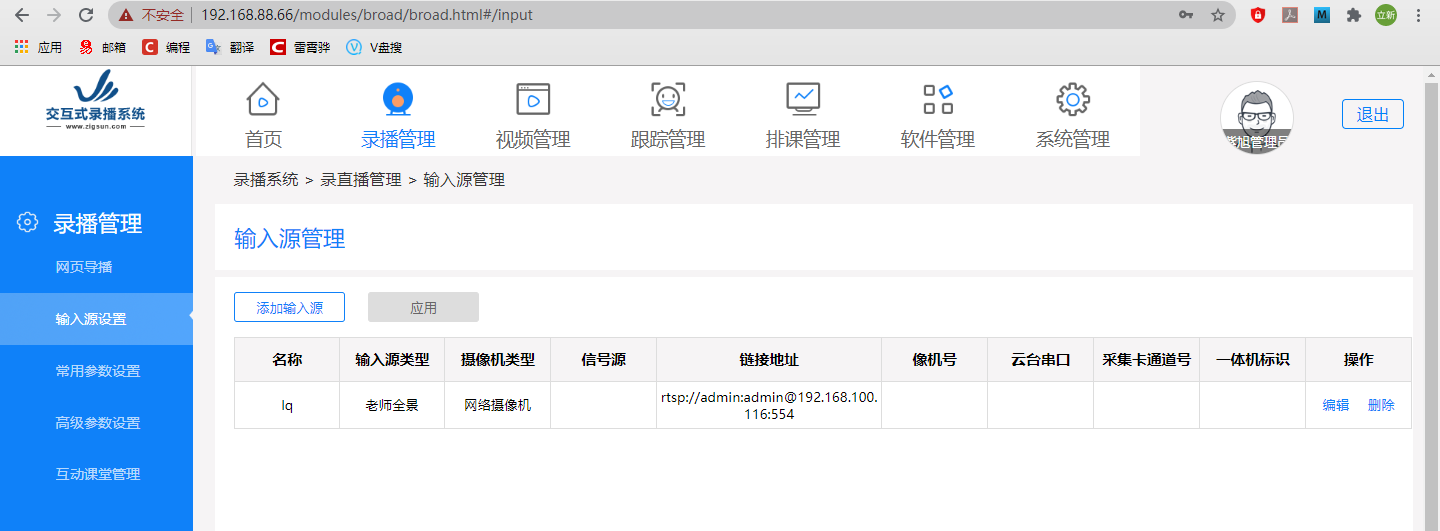 不安全 192.168.88.66/modules/broad/broad.html#/input
应用 邮箱 编程 翻译 雷霄骅 V盘搜
立新
交互式录播系统
www.zigsun.com
首页 录播管理 视频管理 跟踪管理 排课管理 软件管理 系统管理
紫旭管理员
退出
录播系统 > 录直播管理 > 输入源管理
录播管理
网页导播
输入源设置
常用参数设置
高级参数设置
互动课堂管理
输入源管理
添加输入源 应用
名称 输入源类型 摄像机类型 信号源 链接地址 像机号 云台串口 采集卡通道号 一体机标识 操作
lq 老师全景 网络摄像机 rtsp://admin:admin@192.168.100. 编辑 删除
116:554